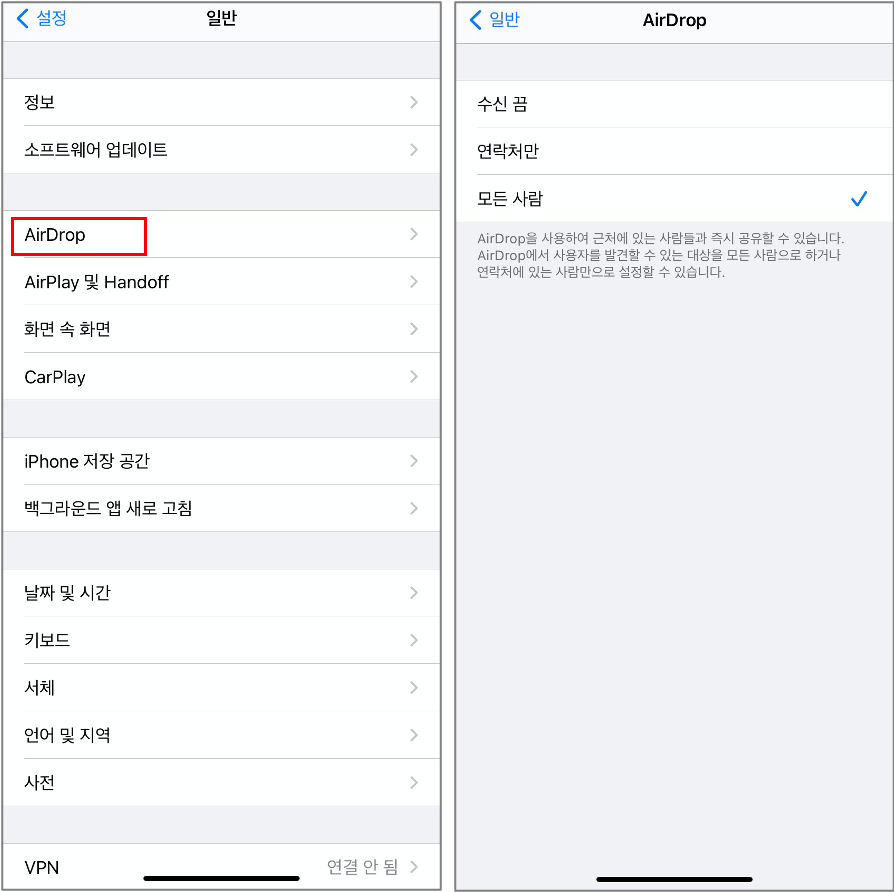 설정
일반
정보
소프트웨어 업데이트
AirDrop
AirPlay 및 Handoff
화면 속 화면
CarPlay
iPhone 저장 공간
백그라운드 앱 새로 고침
날짜 및 시간
키보드
서체
언어 및 지역
사전
VPN 연결 안 됨
일반
AirDrop
수신 끔
연락처만
모든 사람
AirDrop을 사용하여 근처에 있는 사람들과 즉시 공유할 수 있습니다.
AirDrop에서 사용자를 발견할 수 있는 대상을 모든 사람으로 하거나
연락처에 있는 사람만으로 설정할 수 있습니다.